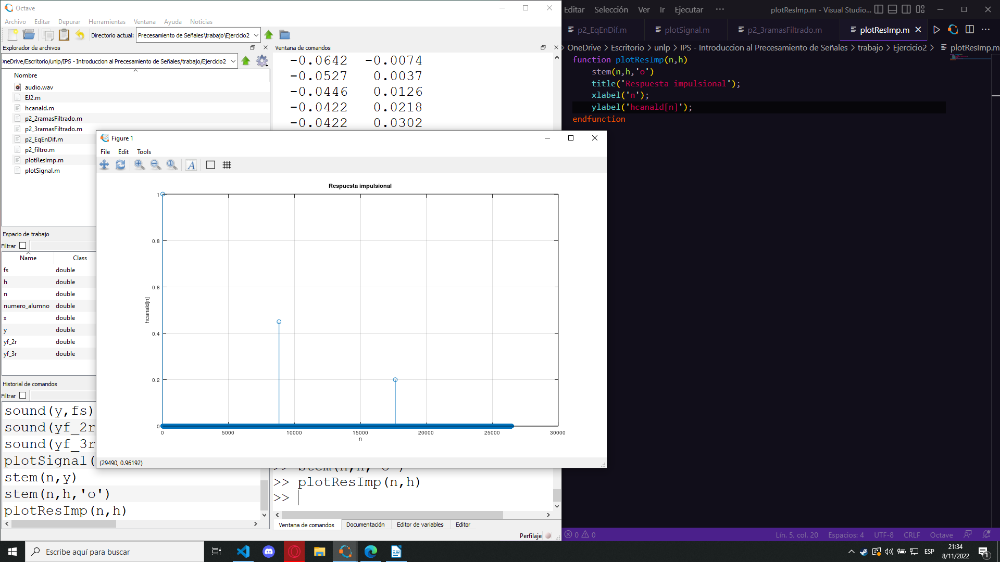 Octave
Archivo Editar Depurar Herramientas Ventana Ayuda Noticias
Directorio actual: Precesamiento de Señales\trabajo\Ejercicio2
Explorador de archivos
OneDrive/Escritorio/unlp/IPS - Introduccion al Precesamiento de Señales/trabajo/Ejercicio2
Nombre
audio.wav
EJ2.m
hcanald.m
p2_2ramasFiltrado.m
p2_3ramasFiltrado.m
p2_EqEnDif.m
p2_filtro.m
plotResImp.m
plotSignal.m
Espacio de trabajo
Filtrar
Name Class
fs double
h double
n double
numero_alumno double
x double
y double
yf_2r double
yf_3r double
Historial de comandos
Filtrar
sound(y,fs)
sound(yf_2r
sound(yf_3r
plotSignal(
stem(n,y)
stem(n,h,'o')
plotResImp(n,h)
Ventana de comandos
-0.0642 -0.0074
-0.0527 0.0037
-0.0446 0.0126
-0.0422 0.0218
-0.0422 0.0302
>> stem(n,h,'o')
>> plotResImp(n,h)
>>
Ventana de comandos Documentación Editor de variables Editor
Perfilaje
Figure 1
File Edit Tools
Respuesta impulsional
1
0.8
0.6
0.4
0.2
0
hcanald[n]
0 5000 10000 15000 20000 25000 30000
n
(29490, 0.96192)
Editar Selección Ver Ir Ejecutar ··· plotResImp.m - Visual Studio...
p2_EqEnDif.m plotSignal.m p2_3ramasFiltrado.m plotResImp.m
OneDrive > Escritorio > unlp > IPS - Introduccion al Precesamiento de Señales > trabajo > Ejercicio2 > plotResImp.m
function plotResImp(n,h)
stem(n,h,'o')
title('Respuesta impulsional');
xlabel('n');
ylabel('hcanald[n]');
endfunction
0 0 Lín. 5, col. 20 Espacios: 4 UTF-8 CRLF Octave
Escribe aquí para buscar
ESP
21:34
8/11/2022
1